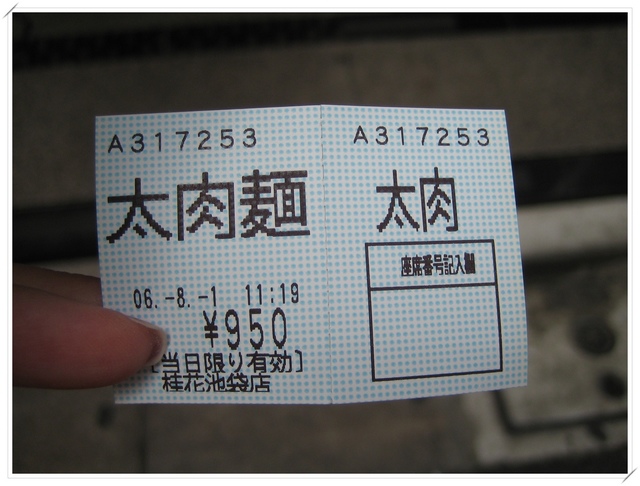 A317253
太肉麺
06.-8.-1 11:19
¥950
[当日限り有効]
桂花池袋店
A317253
太肉
座席番号記入欄